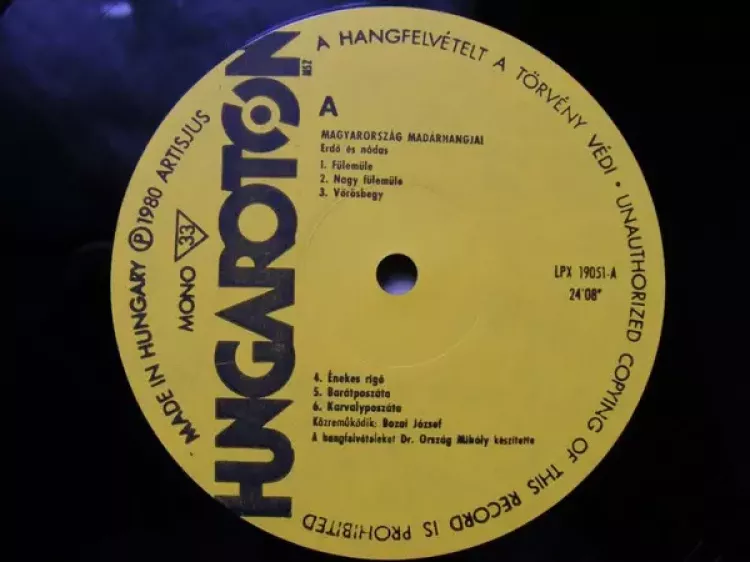 A HANGFELVÉTELT A TÖRVÉNY VÉDI • UNAUTHORIZED COPYING OF THIS RECORD IS PROHIBITED
MADE IN HUNGARY Ⓟ 1980 ARTISJUS
MONO 33
HUNGAROTON
MSZ
A
MAGYARORSZÁG MADÁRHANGJAI
Erdő és nádas
1. Fülemüle
2. Nagy fülemüle
3. Vörösbegy
LPX 19051-A
24'08"
4. Énekes rigó
5. Barátposzáta
6. Karvalyposzáta
Közreműködik: Bozai József
A hangfelvételeket Dr. Ország Mihály készítette